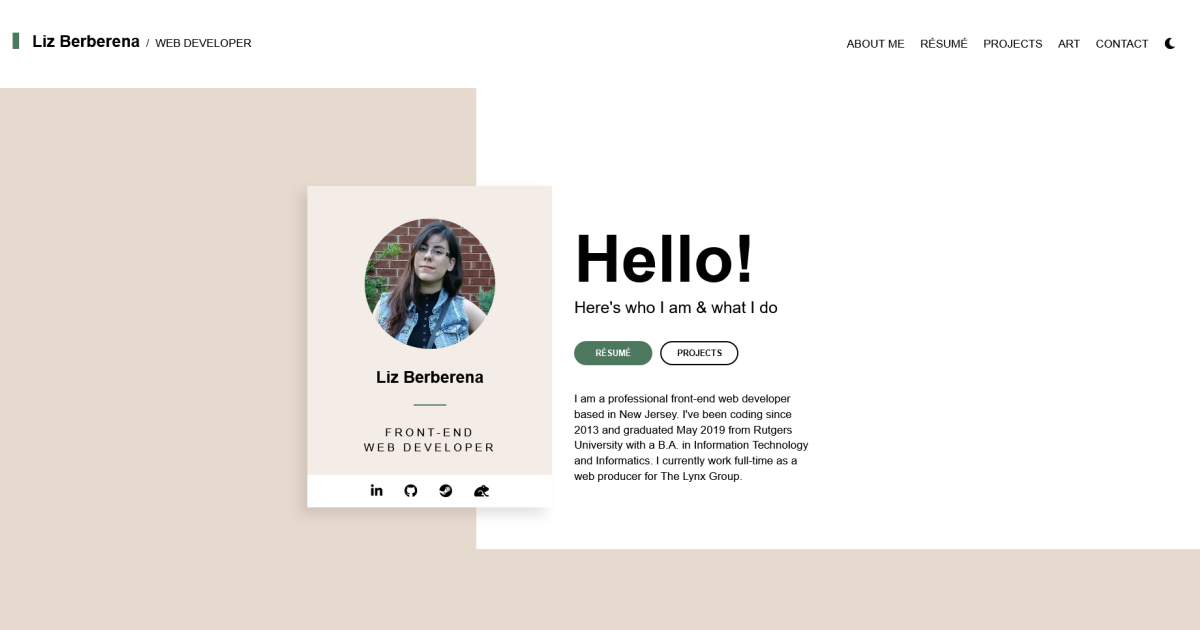 Liz Berberena / WEB DEVELOPER
ABOUT ME RÉSUMÉ PROJECTS ART CONTACT
Liz Berberena
FRONT-END
WEB DEVELOPER
Hello!
Here's who I am & what I do
RÉSUMÉ PROJECTS
I am a professional front-end web developer
based in New Jersey. I've been coding since
2013 and graduated May 2019 from Rutgers
University with a B.A. in Information Technology
and Informatics. I currently work full-time as a
web producer for The Lynx Group.